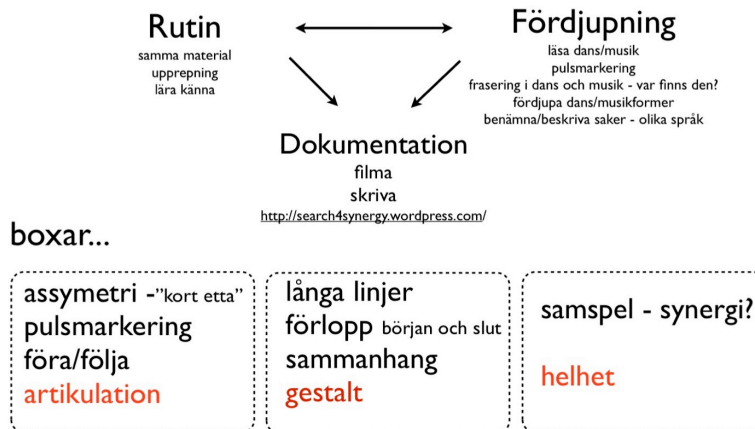 Rutin
samma material
upprepning
lära känna
Fördjupning
läsa dans/musik
pulsmarkering
frasering i dans och musik - var finns den?
fördjupa dans/musikformer
benämna/beskriva saker - olika språk
Dokumentation
filma
skriva
http://search4synergy.wordpress.com/
boxar...
assymetri -”kort etta”
pulsmarkering
föra/följa
artikulation
långa linjer
förlopp början och slut
sammanhang
gestalt
samspel - synergi?
helhet